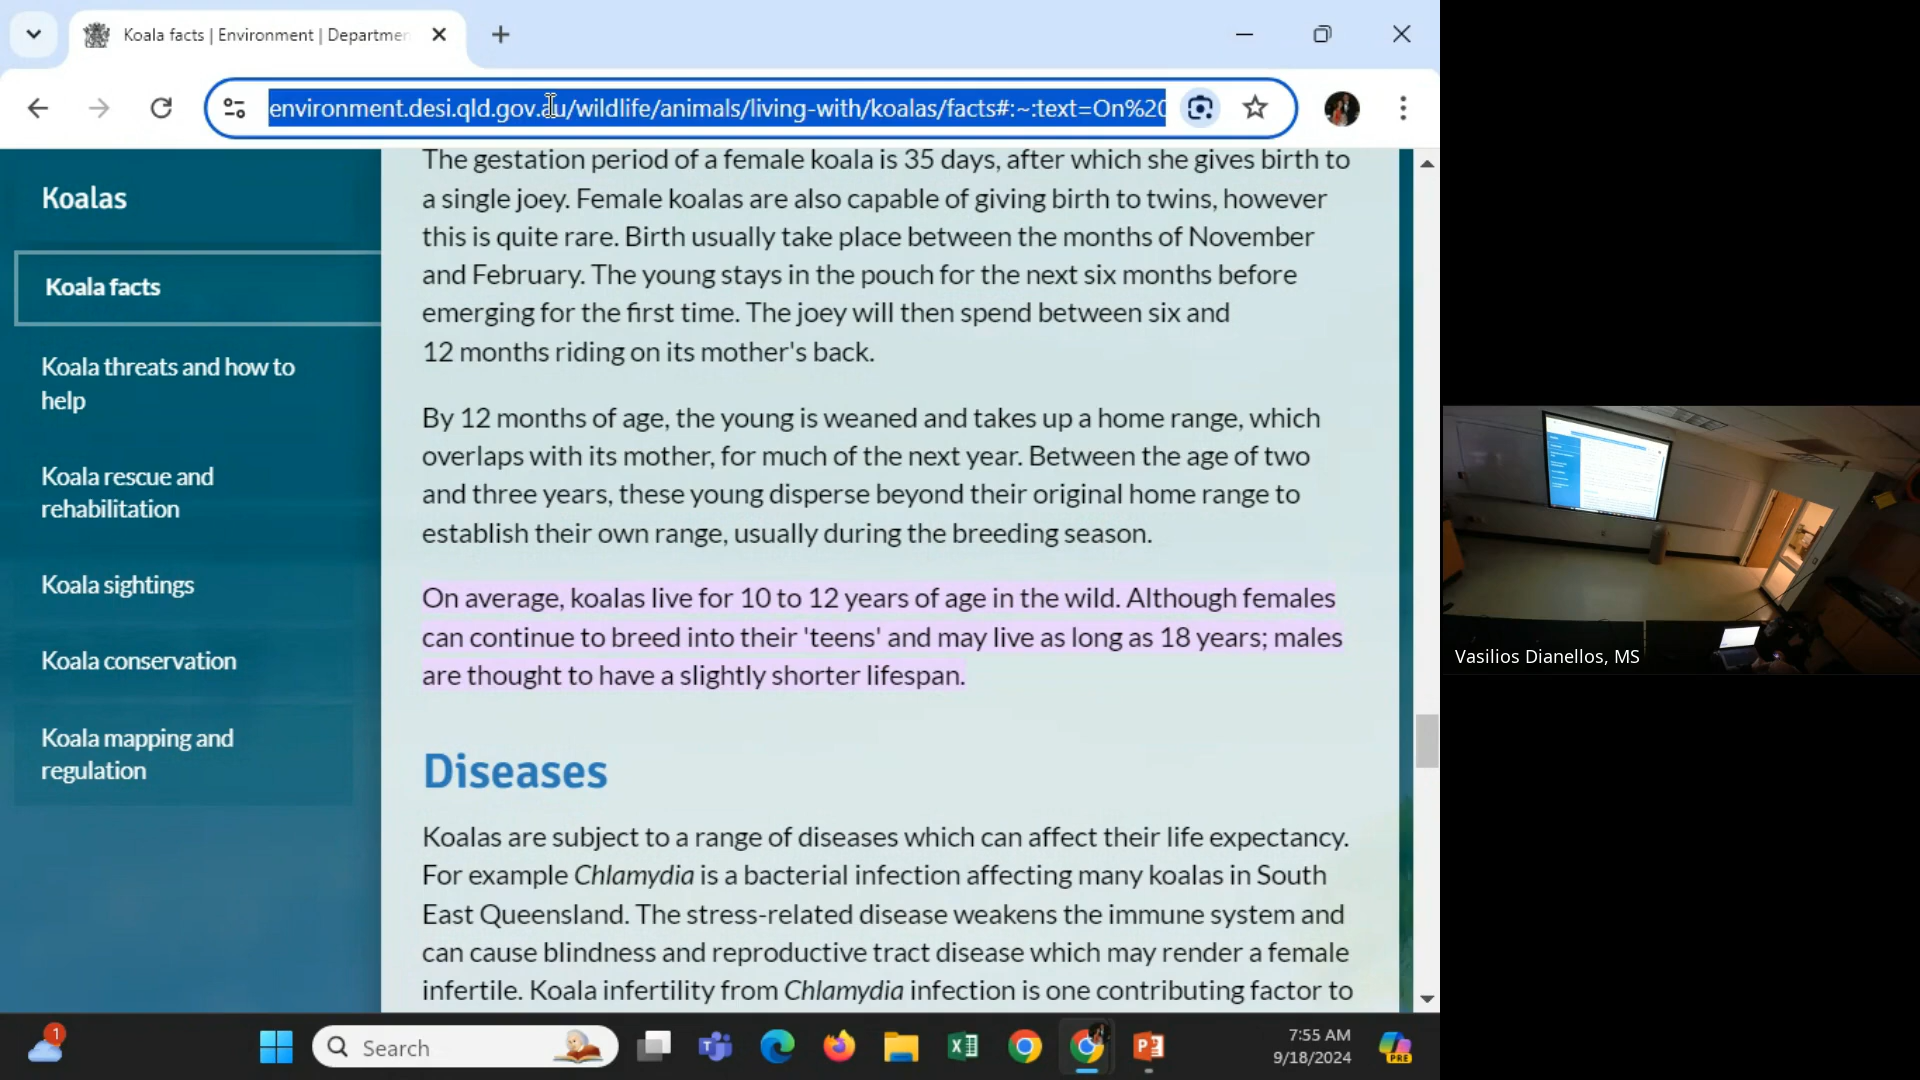 Koala facts | Environment | Departmen
environment.desi.qld.gov.au/wildlife/animals/living-with/koalas/facts#:~:text=On%20
Koalas
Koala facts
Koala threats and how to
help
Koala rescue and
rehabilitation
Koala sightings
Koala conservation
Koala mapping and
regulation
The gestation period of a female koala is 35 days, after which she gives birth to
a single joey. Female koalas are also capable of giving birth to twins, however
this is quite rare. Birth usually take place between the months of November
and February. The young stays in the pouch for the next six months before
emerging for the first time. The joey will then spend between six and
12 months riding on its mother's back.
By 12 months of age, the young is weaned and takes up a home range, which
overlaps with its mother, for much of the next year. Between the age of two
and three years, these young disperse beyond their original home range to
establish their own range, usually during the breeding season.
On average, koalas live for 10 to 12 years of age in the wild. Although females
can continue to breed into their 'teens' and may live as long as 18 years; males
are thought to have a slightly shorter lifespan.
Diseases
Koalas are subject to a range of diseases which can affect their life expectancy.
For example Chlamydia is a bacterial infection affecting many koalas in South
East Queensland. The stress-related disease weakens the immune system and
can cause blindness and reproductive tract disease which may render a female
infertile. Koala infertility from Chlamydia infection is one contributing factor to
Vasilios Dianellos, MS
1
Search
7:55 AM
9/18/2024
PRE